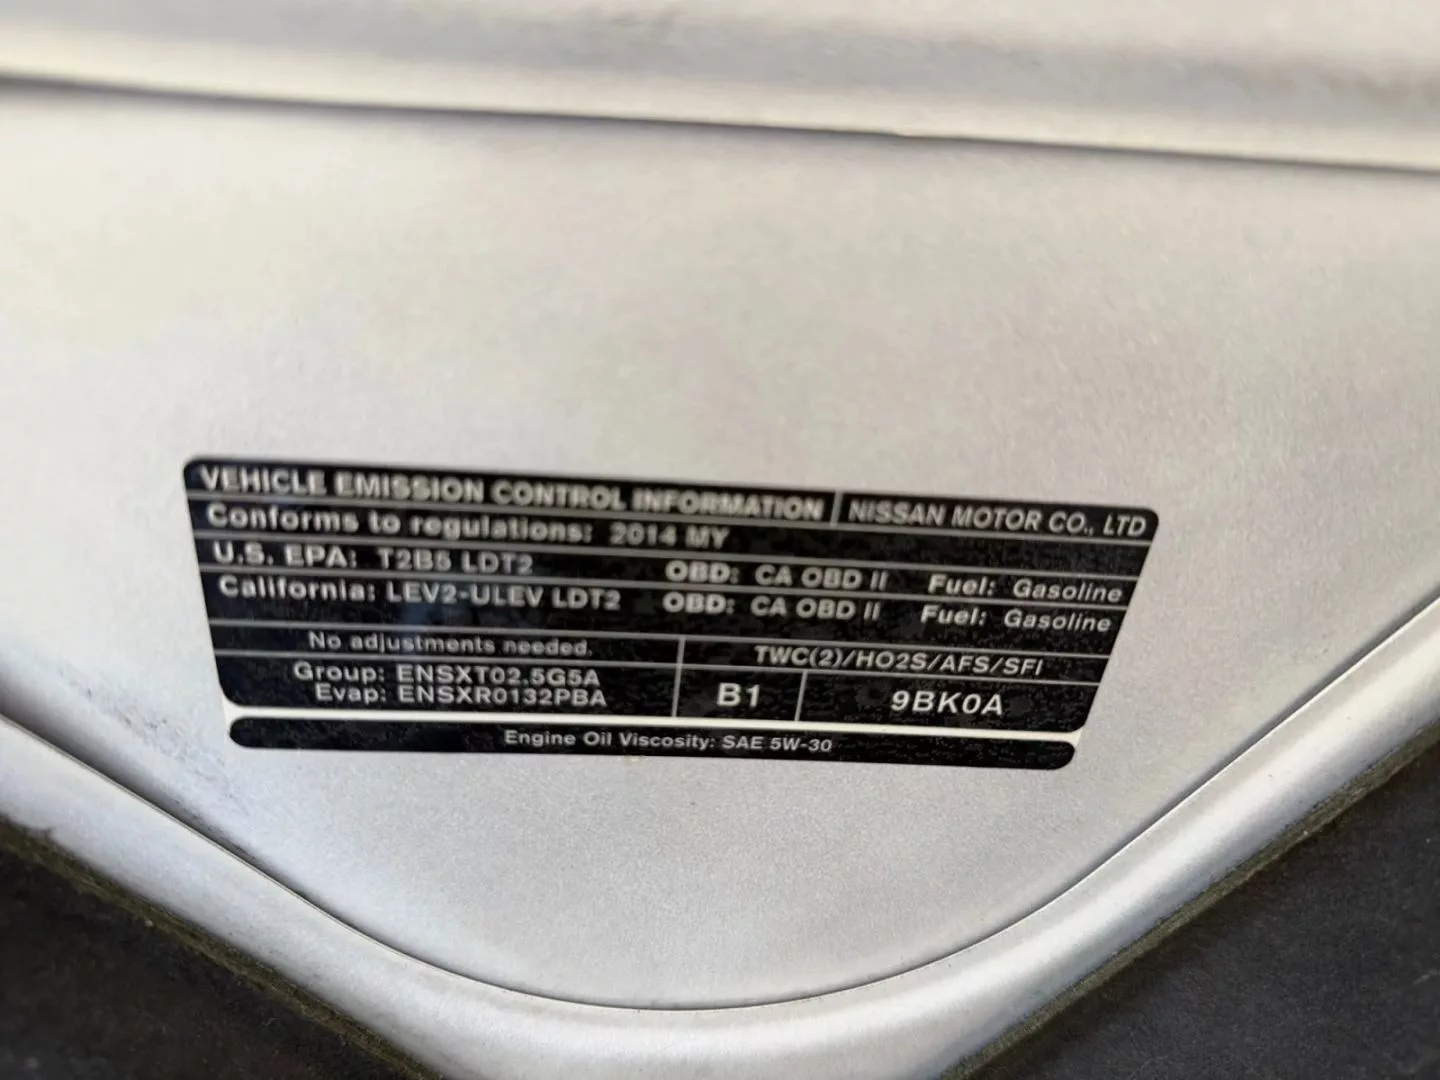 VEHICLE EMISSION CONTROL INFORMATION NISSAN MOTOR CO., LTD
Conforms to regulations: 2014 MY
U.S. EPA: T2B5 LDT2 OBD: CA OBD II Fuel: Gasoline
California: LEV2-ULEV LDT2 OBD: CA OBD II Fuel: Gasoline
No adjustments needed. TWC(2)/HO2S/AFS/SFI
Group: ENSXT02.5G5A
Evap: ENSXR0132PBA B1 9BK0A
Engine Oil Viscosity: SAE 5W-30